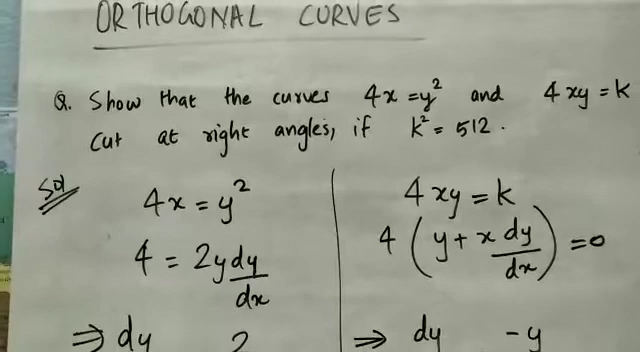 ORTHOGONAL CURVES
Q. Show that the curves 4x = y² and 4xy = k
cut at right angles, if k² = 512.
Sol
4x = y²
4 = 2y dy/dx
⇒ dy 2
4xy = k
4 (y + x dy/dx) = 0
⇒ dy -y